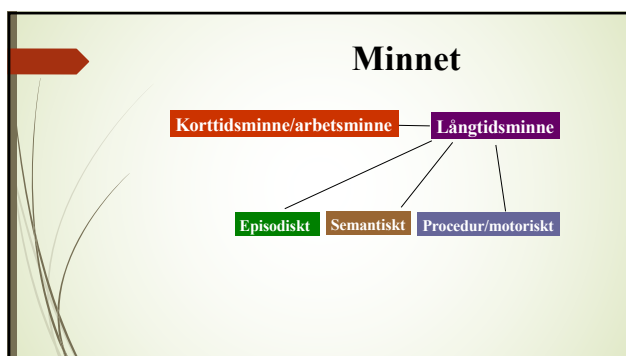 Minnet
Korttidsminne/arbetsminne
Långtidsminne
Episodiskt
Semantiskt
Procedur/motoriskt